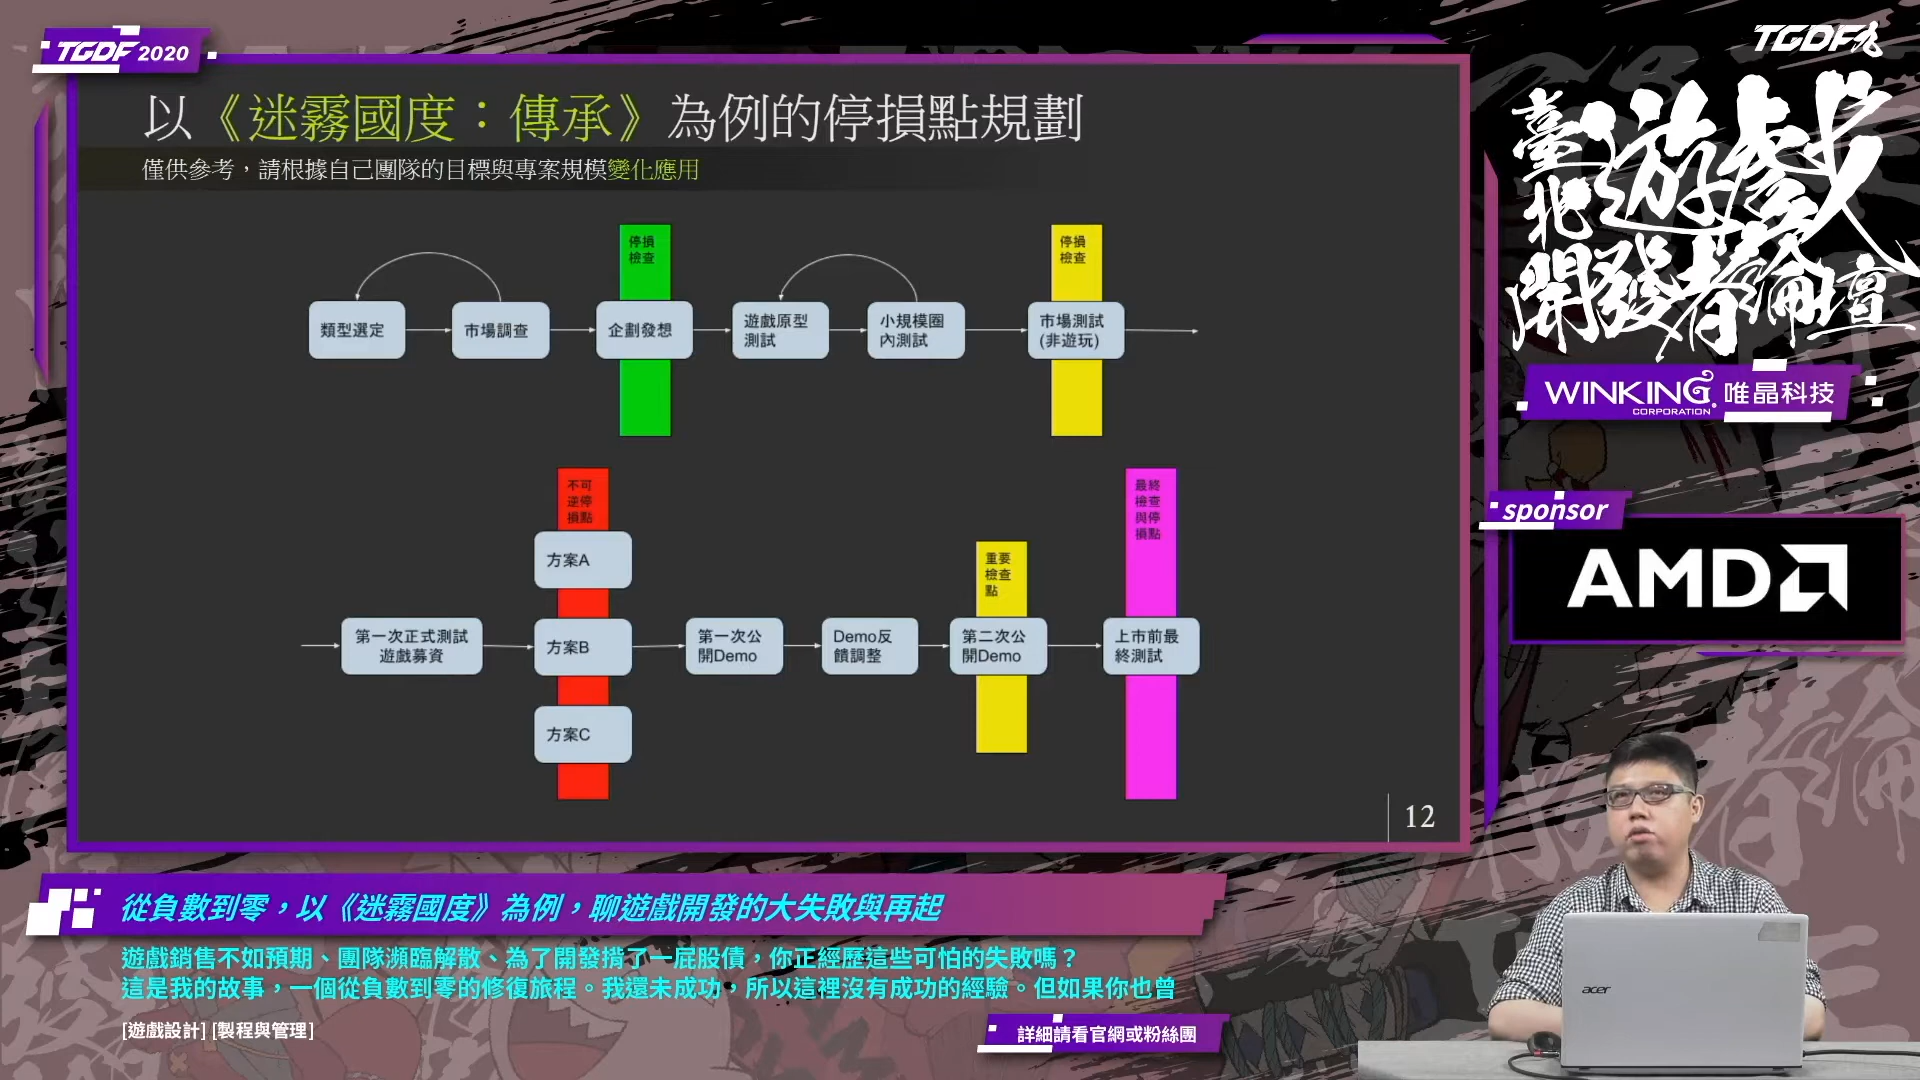 TGDF 2020
TGDF九
臺北遊戲開發者論壇
WINKING 唯晶科技
CORPORATION
sponsor
AMD
以《迷霧國度：傳承》為例的停損點規劃
僅供參考，請根據自己團隊的目標與專案規模變化應用
停損
檢查
停損
檢查
類型選定
市場調查
企劃發想
遊戲原型
測試
小規模圈
內測試
市場測試
(非遊玩)
不可
逆停
損點
最終
檢查
與停
損點
方案A
重要
檢查
點
第一次正式測試
遊戲募資
方案B
第一次公
開Demo
Demo反
饋調整
第二次公
開Demo
上市前最
終測試
方案C
12
acer
從負數到零，以《迷霧國度》為例，聊遊戲開發的大失敗與再起
遊戲銷售不如預期、團隊瀕臨解散、為了開發揹了一屁股債，你正經歷這些可怕的失敗嗎？
這是我的故事，一個從負數到零的修復旅程。我還未成功，所以這裡沒有成功的經驗。但如果你也曾
[遊戲設計] [製程與管理]
詳細請看官網或粉絲團